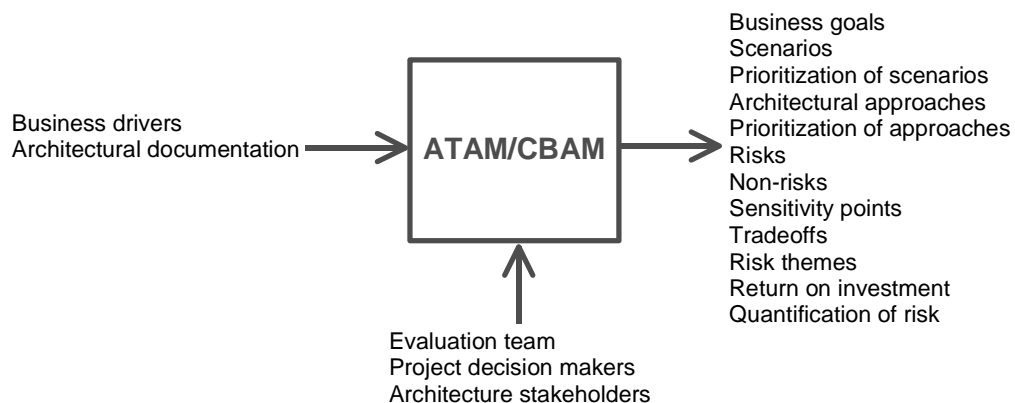 Business drivers
Architectural documentation
ATAM/CBAM
Business goals
Scenarios
Prioritization of scenarios
Architectural approaches
Prioritization of approaches
Risks
Non-risks
Sensitivity points
Tradeoffs
Risk themes
Return on investment
Quantification of risk
Evaluation team
Project decision makers
Architecture stakeholders